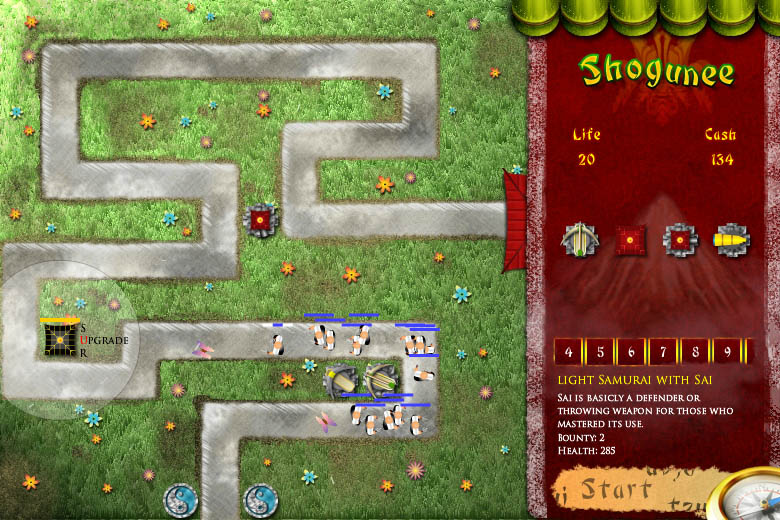 Shogunee
Life
Cash
20
134
S
UPGRADE
R
4 5 6 7 8 9
LIGHT SAMURAI WITH SAI
SAI IS BASICLY A DEFENDER OR
THROWING WEAPON FOR THOSE WHO
MASTERED ITS USE.
BOUNTY: 2
HEALTH: 285
Start